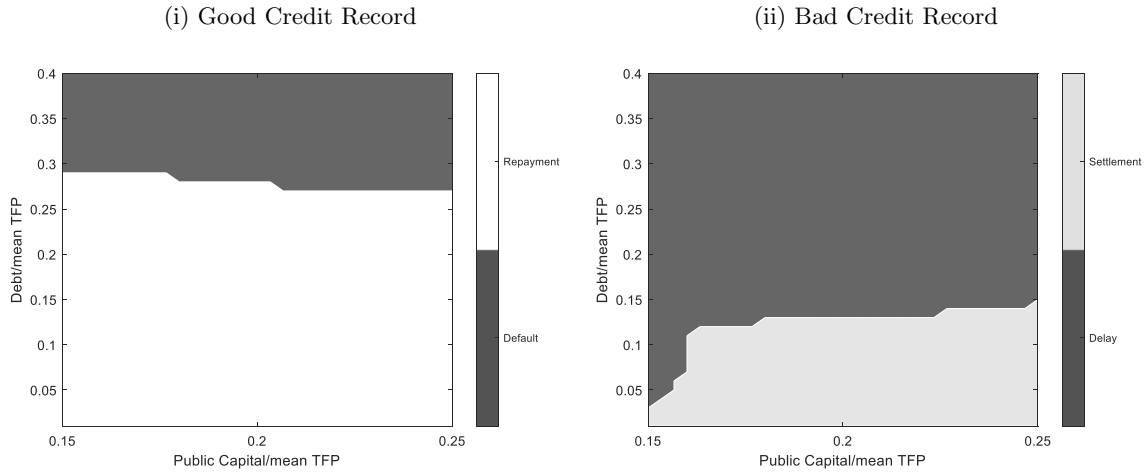 (i) Good Credit Record
0.4
0.35
0.3
0.25
0.2
0.15
0.1
0.05
Debt/mean TFP
0.15 0.2 0.25
Public Capital/mean TFP
Repayment
Default
(ii) Bad Credit Record
0.4
0.35
0.3
0.25
0.2
0.15
0.1
0.05
Debt/mean TFP
0.15 0.2 0.25
Public Capital/mean TFP
Settlement
Delay